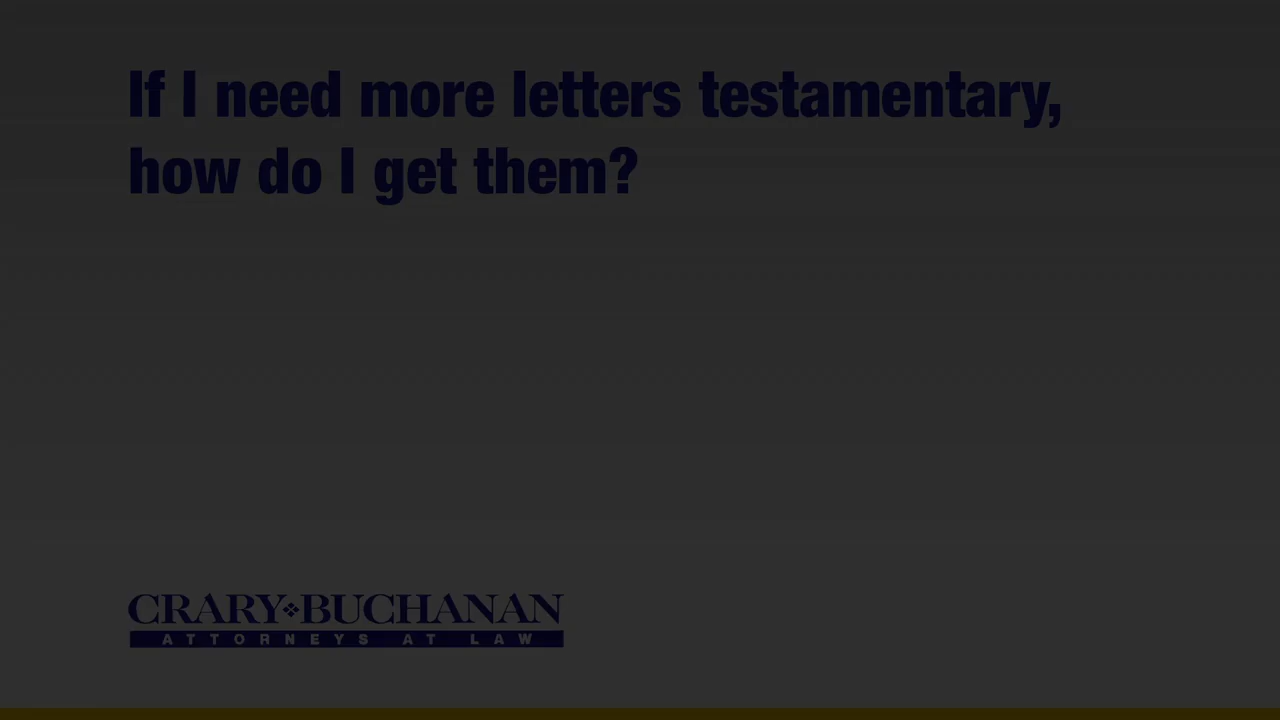 If I need more letters testamentary,
how do I get them?
CRARY❖BUCHANAN
ATTORNEYS AT LAW